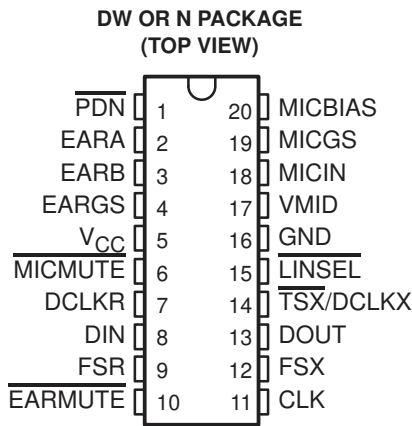 DW OR N PACKAGE
(TOP VIEW)
PDN 1 20 MICBIAS
EARA 2 19 MICGS
EARB 3 18 MICIN
EARGS 4 17 VMID
VCC 5 16 GND
MICMUTE 6 15 LINSEL
DCLKR 7 14 TSX/DCLKX
DIN 8 13 DOUT
FSR 9 12 FSX
EARMUTE 10 11 CLK